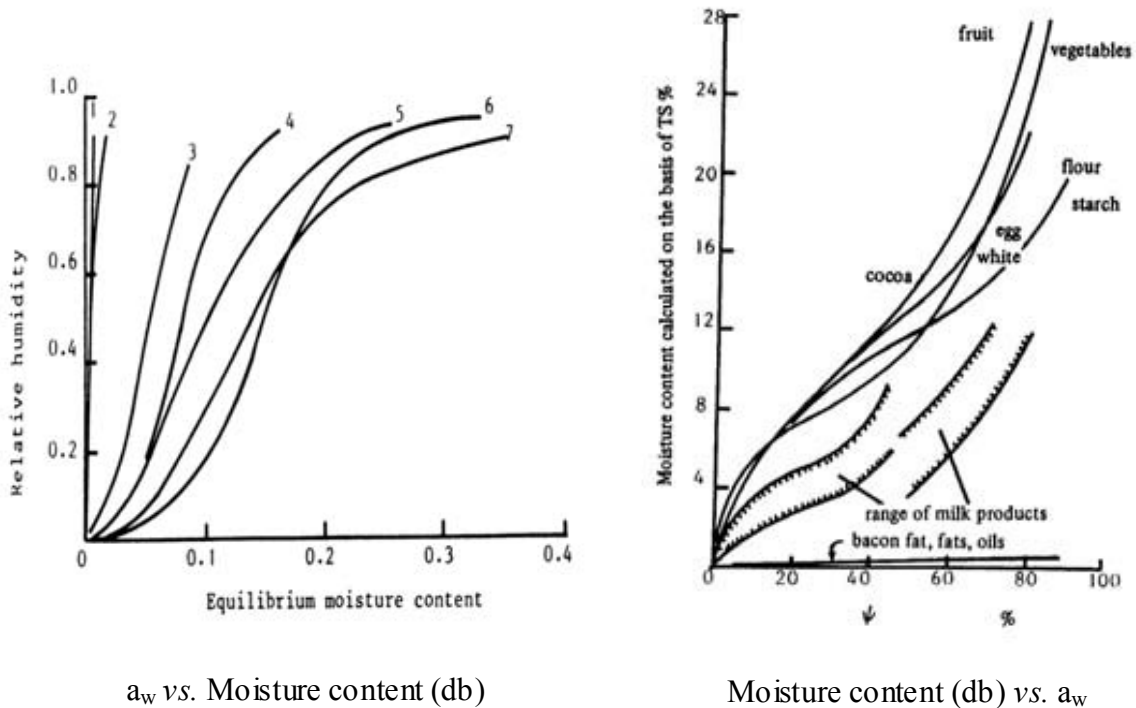 1.0
0.8
0.6
0.4
0.2
Relative humidity
1
2
3
4
5
6
7
0
0.1
0.2
0.3
0.4
Equilibrium moisture content
a_w vs. Moisture content (db)
28
24
20
16
12
8
4
Moisture content calculated on the basis of TS %
fruit
vegetables
flour
starch
egg
white
cocoa
range of milk products
bacon fat, fats, oils
0
20
40
60
80
100
ψ %
Moisture content (db) vs. a_w